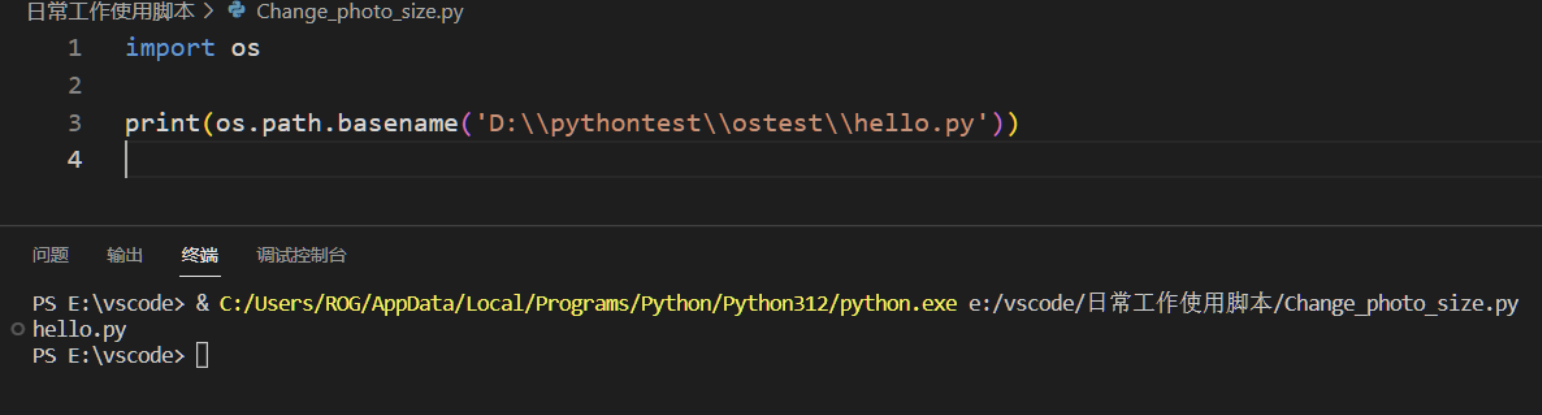 日常工作使用脚本 > Change_photo_size.py
1 import os
2
3 print(os.path.basename('D:\\pythontest\\ostest\\hello.py'))
4
问题 输出 终端 调试控制台
PS E:\vscode> & C:/Users/ROG/AppData/Local/Programs/Python/Python312/python.exe e:/vscode/日常工作使用脚本/Change_photo_size.py
hello.py
PS E:\vscode>